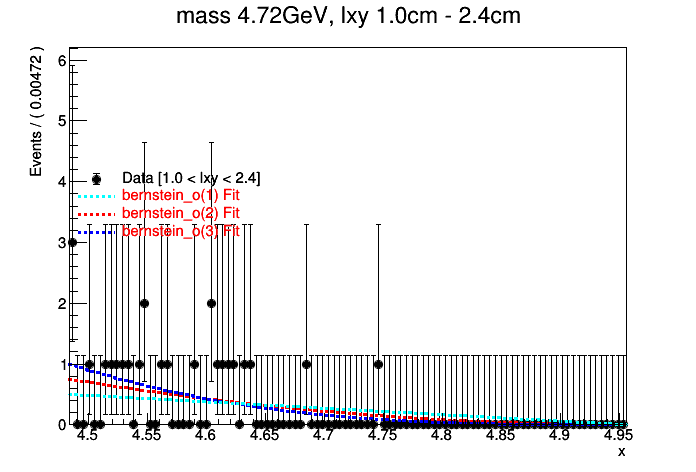 mass 4.72GeV, lxy 1.0cm - 2.4cm
Events / ( 0.00472 )
6
5
4
3
2
1
0
Data [1.0 < lxy < 2.4]
bernstein_o(1) Fit
bernstein_o(2) Fit
bernstein_o(3) Fit
4.5 4.55 4.6 4.65 4.7 4.75 4.8 4.85 4.9 4.95
x